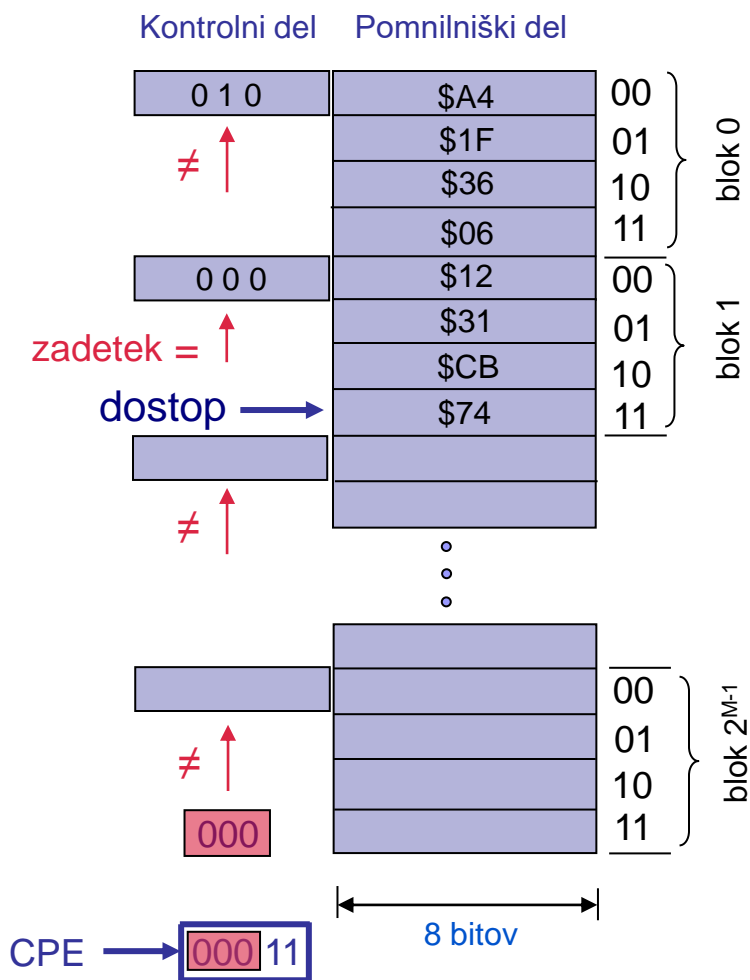 Kontrolni del Pomnilniški del
0 1 0 $A4 00
≠ $1F 01
$36 10
$06 11
blok 0
0 0 0 $12 00
zadetek = $31 01
$CB 10
dostop $74 11
blok 1
≠
00
≠ 01
10
000 11
blok 2^M-1
8 bitov
CPE 000 11